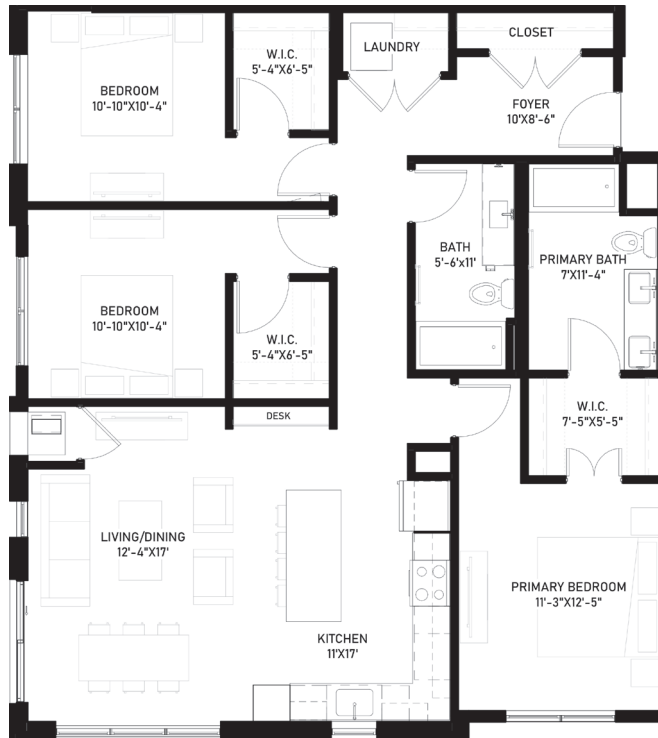 CLOSET
LAUNDRY
W.I.C.
5'-4"X6'-5"
BEDROOM
10'-10"X10'-4"
FOYER
10'X8'-6"
BATH
5'-6'x11'
PRIMARY BATH
7'X11'-4"
BEDROOM
10'-10"X10'-4"
W.I.C.
5'-4"X6'-5"
DESK
W.I.C.
7'-5"X5'-5"
LIVING/DINING
12'-4"X17'
PRIMARY BEDROOM
11'-3"X12'-5"
KITCHEN
11'X17'